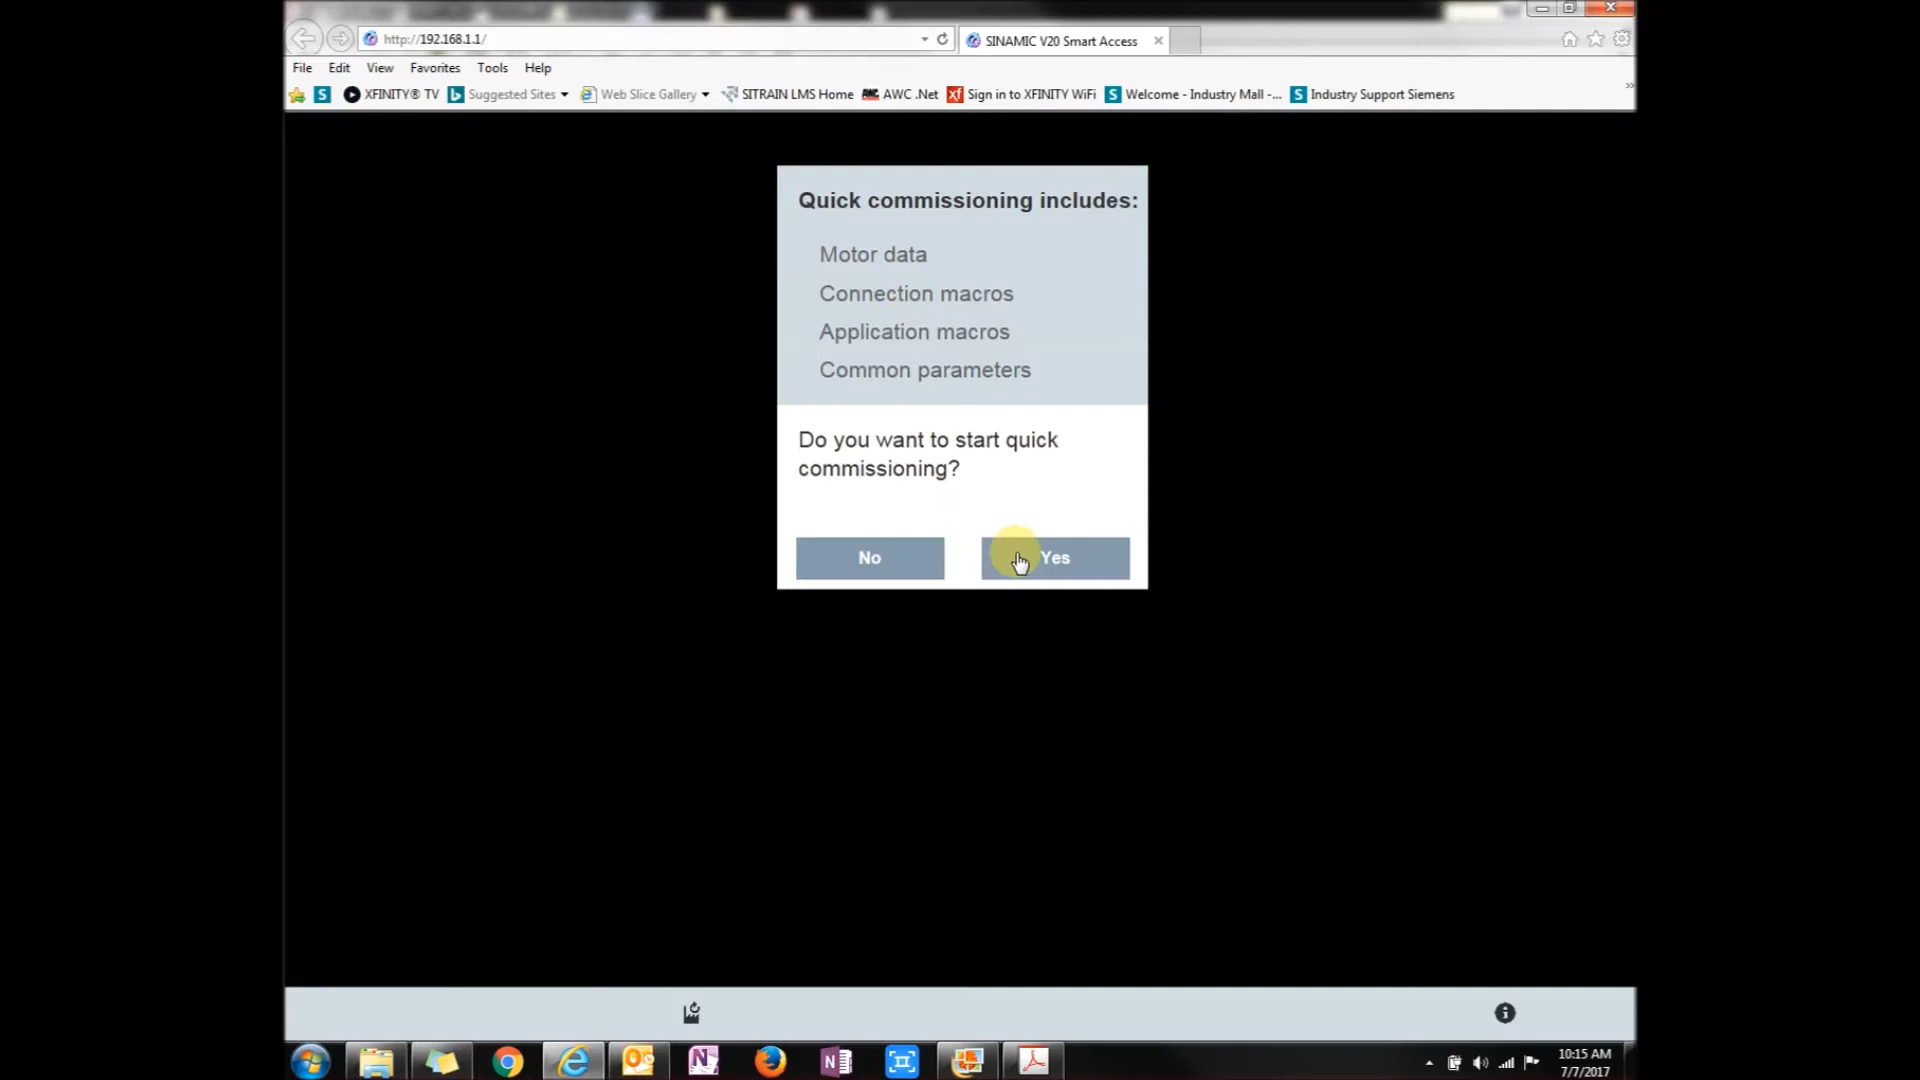 http://192.168.1.1/
SINAMIC V20 Smart Access
File Edit View Favorites Tools Help
S XFINITY® TV Suggested Sites Web Slice Gallery SITRAIN LMS Home AWC .Net xf Sign in to XFINITY WiFi S Welcome - Industry Mall -... S Industry Support Siemens
Quick commissioning includes:
Motor data
Connection macros
Application macros
Common parameters
Do you want to start quick
commissioning?
No Yes
10:15 AM
7/7/2017